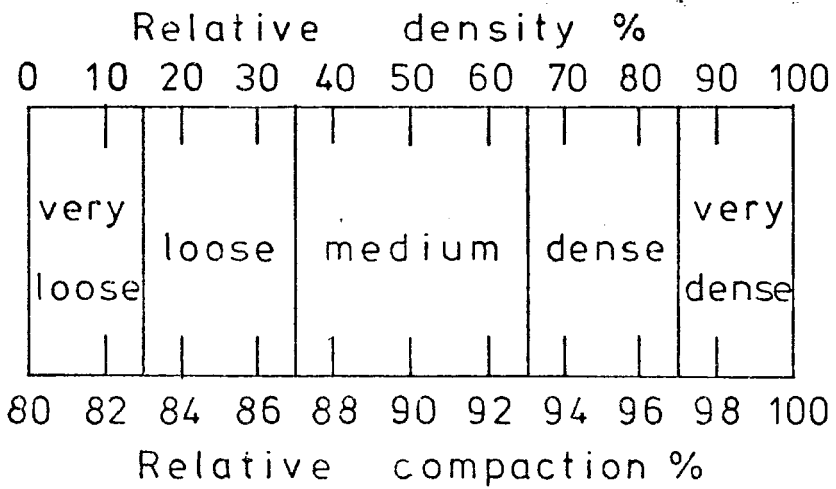 Relative density %
0 10 20 30 40 50 60 70 80 90 100
very loose
loose
medium
dense
very dense
80 82 84 86 88 90 92 94 96 98 100
Relative compaction %